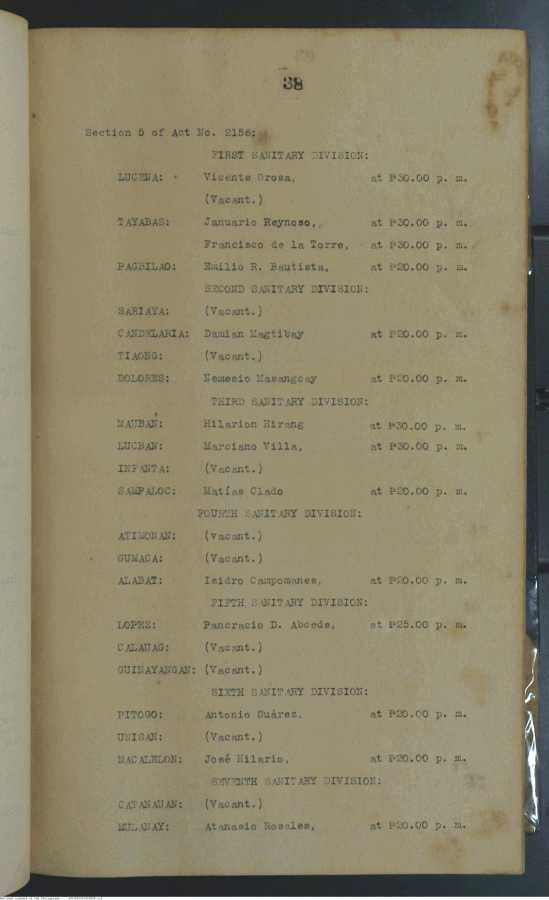 38
Section 5 of Act No. 2156:
FIRST SANITARY DIVISION:
LUCENA: Vicente Orosa, at ₱30.00 p. m.
(Vacant.)
TAYABAS: Januario Reynoso, at ₱30.00 p. m.
Francisco de la Torre, at ₱30.00 p. m.
PAGBILAO: Emilio R. Bautista, at ₱20.00 p. m.
SECOND SANITARY DIVISION:
SARIAYA: (Vacant.)
CANDELARIA: Damian Magtibay at ₱20.00 p. m.
TIAONG: (Vacant.)
DOLORES: Nemesio Masangcay at ₱20.00 p. m.
THIRD SANITARY DIVISION:
MAUBAN: Hilarion Hirang at ₱30.00 p. m.
LUCBAN: Marciano Villa, at ₱30.00 p. m.
INFANTA: (Vacant.)
SAMPALOC: Matías Clado at ₱20.00 p. m.
FOURTH SANITARY DIVISION:
ATIMONAN: (Vacant.)
GUMACA: (Vacant.)
ALABAT: Isidro Campomanes, at ₱20.00 p. m.
FIFTH SANITARY DIVISION:
LOPEZ: Pancracio D. Abcede, at ₱25.00 p. m.
CALAUAG: (Vacant.)
GUINAYANGAN: (Vacant.)
SIXTH SANITARY DIVISION:
PITOGO: Antonio Suárez, at ₱20.00 p. m.
UNISAN: (Vacant.)
MACALELON: José Hilario, at ₱20.00 p. m.
SEVENTH SANITARY DIVISION:
CATANAUAN: (Vacant.)
MULANAY: Atanasio Rosales, at ₱20.00 p. m.
National Library of the Philippines